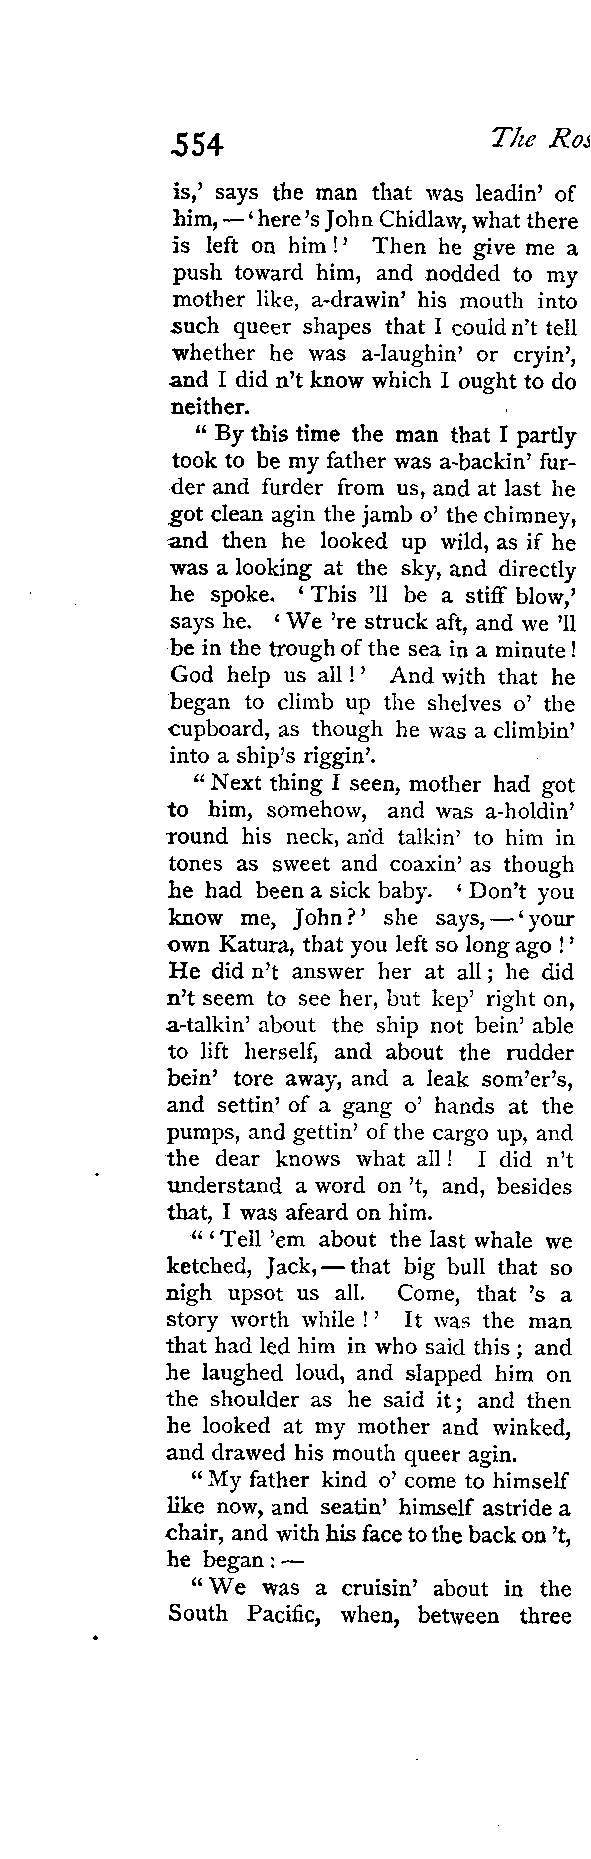 554 The Ros
is,’ says the man that was leadin’ of
him, — ‘here’s John Chidlaw, what there
is left on him!’ Then he give me a
push toward him, and nodded to my
mother like, a-drawin’ his mouth into
such queer shapes that I could n’t tell
whether he was a-laughin’ or cryin’,
and I did n’t know which I ought to do
neither.
“ By this time the man that I partly
took to be my father was a-backin’ fur-
der and furder from us, and at last he
got clean agin the jamb o’ the chimney,
and then he looked up wild, as if he
was a looking at the sky, and directly
he spoke. ‘ This ’ll be a stiff blow,’
says he. ‘ We ’re struck aft, and we ’ll
be in the trough of the sea in a minute!
God help us all!’ And with that he
began to climb up the shelves o’ the
cupboard, as though he was a climbin’
into a ship’s riggin’.
“ Next thing I seen, mother had got
to him, somehow, and was a-holdin’
round his neck, and talkin’ to him in
tones as sweet and coaxin’ as though
he had been a sick baby. ‘ Don’t you
know me, John?’ she says, — ‘your
own Katura, that you left so long ago!’
He did n’t answer her at all; he did
n’t seem to see her, but kep’ right on,
a-talkin’ about the ship not bein’ able
to lift herself, and about the rudder
bein’ tore away, and a leak som’er’s,
and settin’ of a gang o’ hands at the
pumps, and gettin’ of the cargo up, and
the dear knows what all! I did n’t
understand a word on ’t, and, besides
that, I was afeard on him.
“ ‘ Tell ’em about the last whale we
ketched, Jack, — that big bull that so
nigh upsot us all. Come, that ’s a
story worth while!’ It was the man
that had led him in who said this; and
he laughed loud, and slapped him on
the shoulder as he said it; and then
he looked at my mother and winked,
and drawed his mouth queer agin.
“ My father kind o’ come to himself
like now, and seatin’ himself astride a
chair, and with his face to the back on ’t,
he began: —
“ We was a cruisin’ about in the
South Pacific, when, between three